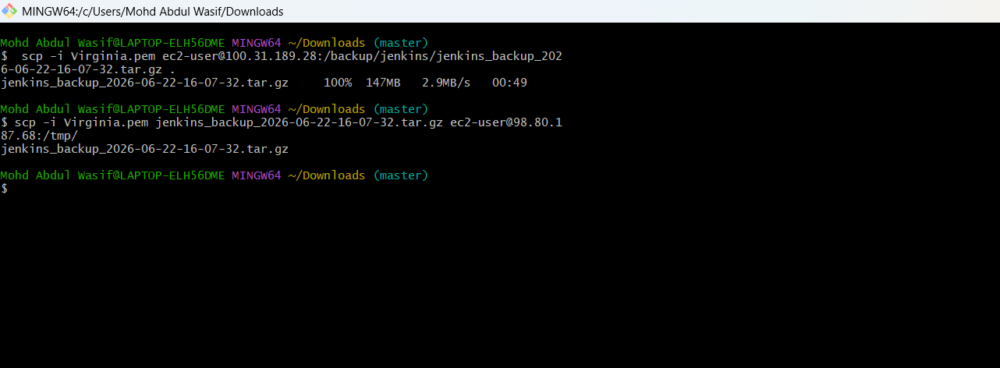 MINGW64:/c/Users/Mohd Abdul Wasif/Downloads
Mohd Abdul Wasif@LAPTOP-ELH56DME MINGW64 ~/Downloads (master)
$  scp -i Virginia.pem ec2-user@100.31.189.28:/backup/jenkins/jenkins_backup_202
6-06-22-16-07-32.tar.gz .
jenkins_backup_2026-06-22-16-07-32.tar.gz     100%  147MB   2.9MB/s   00:49
Mohd Abdul Wasif@LAPTOP-ELH56DME MINGW64 ~/Downloads (master)
$ scp -i Virginia.pem jenkins_backup_2026-06-22-16-07-32.tar.gz ec2-user@98.80.1
87.68:/tmp/
jenkins_backup_2026-06-22-16-07-32.tar.gz
Mohd Abdul Wasif@LAPTOP-ELH56DME MINGW64 ~/Downloads (master)
$